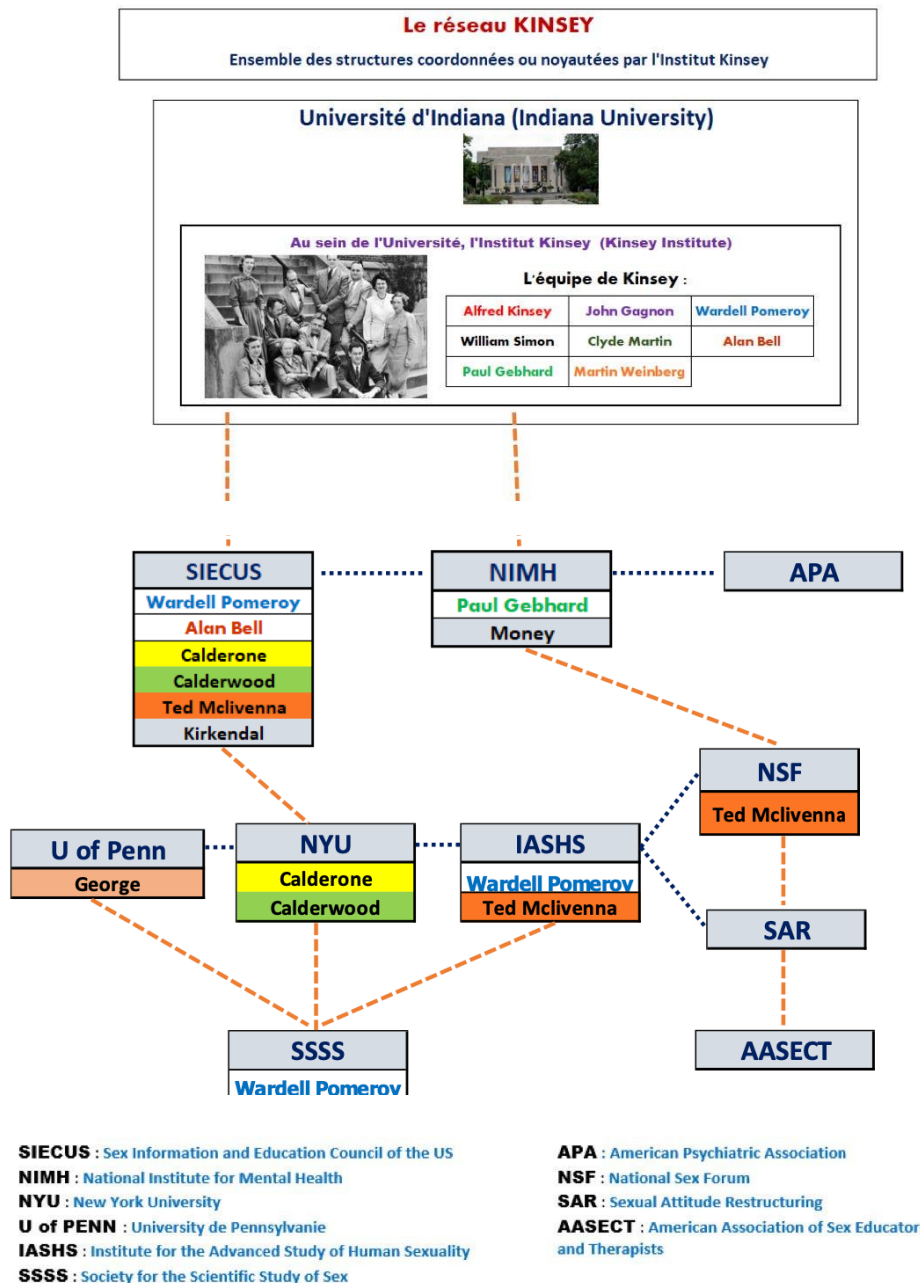 Le réseau KINSEY
Ensemble des structures coordonnées ou noyautées par l'Institut Kinsey
Université d'Indiana (Indiana University)
Au sein de l'Université, l'Institut Kinsey (Kinsey Institute)
L'équipe de Kinsey :
Alfred Kinsey John Gagnon Wardell Pomeroy
William Simon Clyde Martin Alan Bell
Paul Gebhard Martin Weinberg
SIECUS
Wardell Pomeroy
Alan Bell
Calderone
Calderwood
Ted Mclivenna
Kirkendal
NIMH
Paul Gebhard
Money
APA
NSF
Ted Mclivenna
U of Penn
George
NYU
Calderone
Calderwood
IASHS
Wardell Pomeroy
Ted Mclivenna
SAR
SSSS
Wardell Pomeroy
AASECT
SIECUS : Sex Information and Education Council of the US
NIMH : National Institute for Mental Health
NYU : New York University
U of PENN : University de Pennsylvanie
IASHS : Institute for the Advanced Study of Human Sexuality
SSSS : Society for the Scientific Study of Sex
APA : American Psychiatric Association
NSF : National Sex Forum
SAR : Sexual Attitude Restructuring
AASECT : American Association of Sex Educator
and Therapists